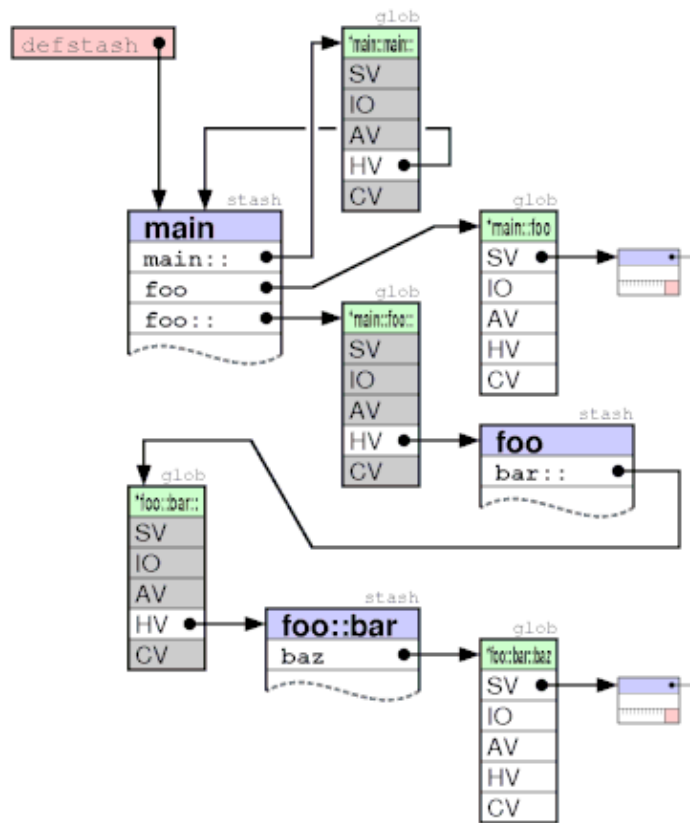 glob
defstash
*main::main::
SV
IO
AV
HV
CV
stash
main
main::
foo
foo::
glob
*main::foo
SV
IO
AV
HV
CV
glob
*main::foo::
SV
IO
AV
HV
CV
stash
foo
bar::
glob
*foo::bar::
SV
IO
AV
HV
CV
stash
foo::bar
baz
glob
*foo::bar::baz
SV
IO
AV
HV
CV